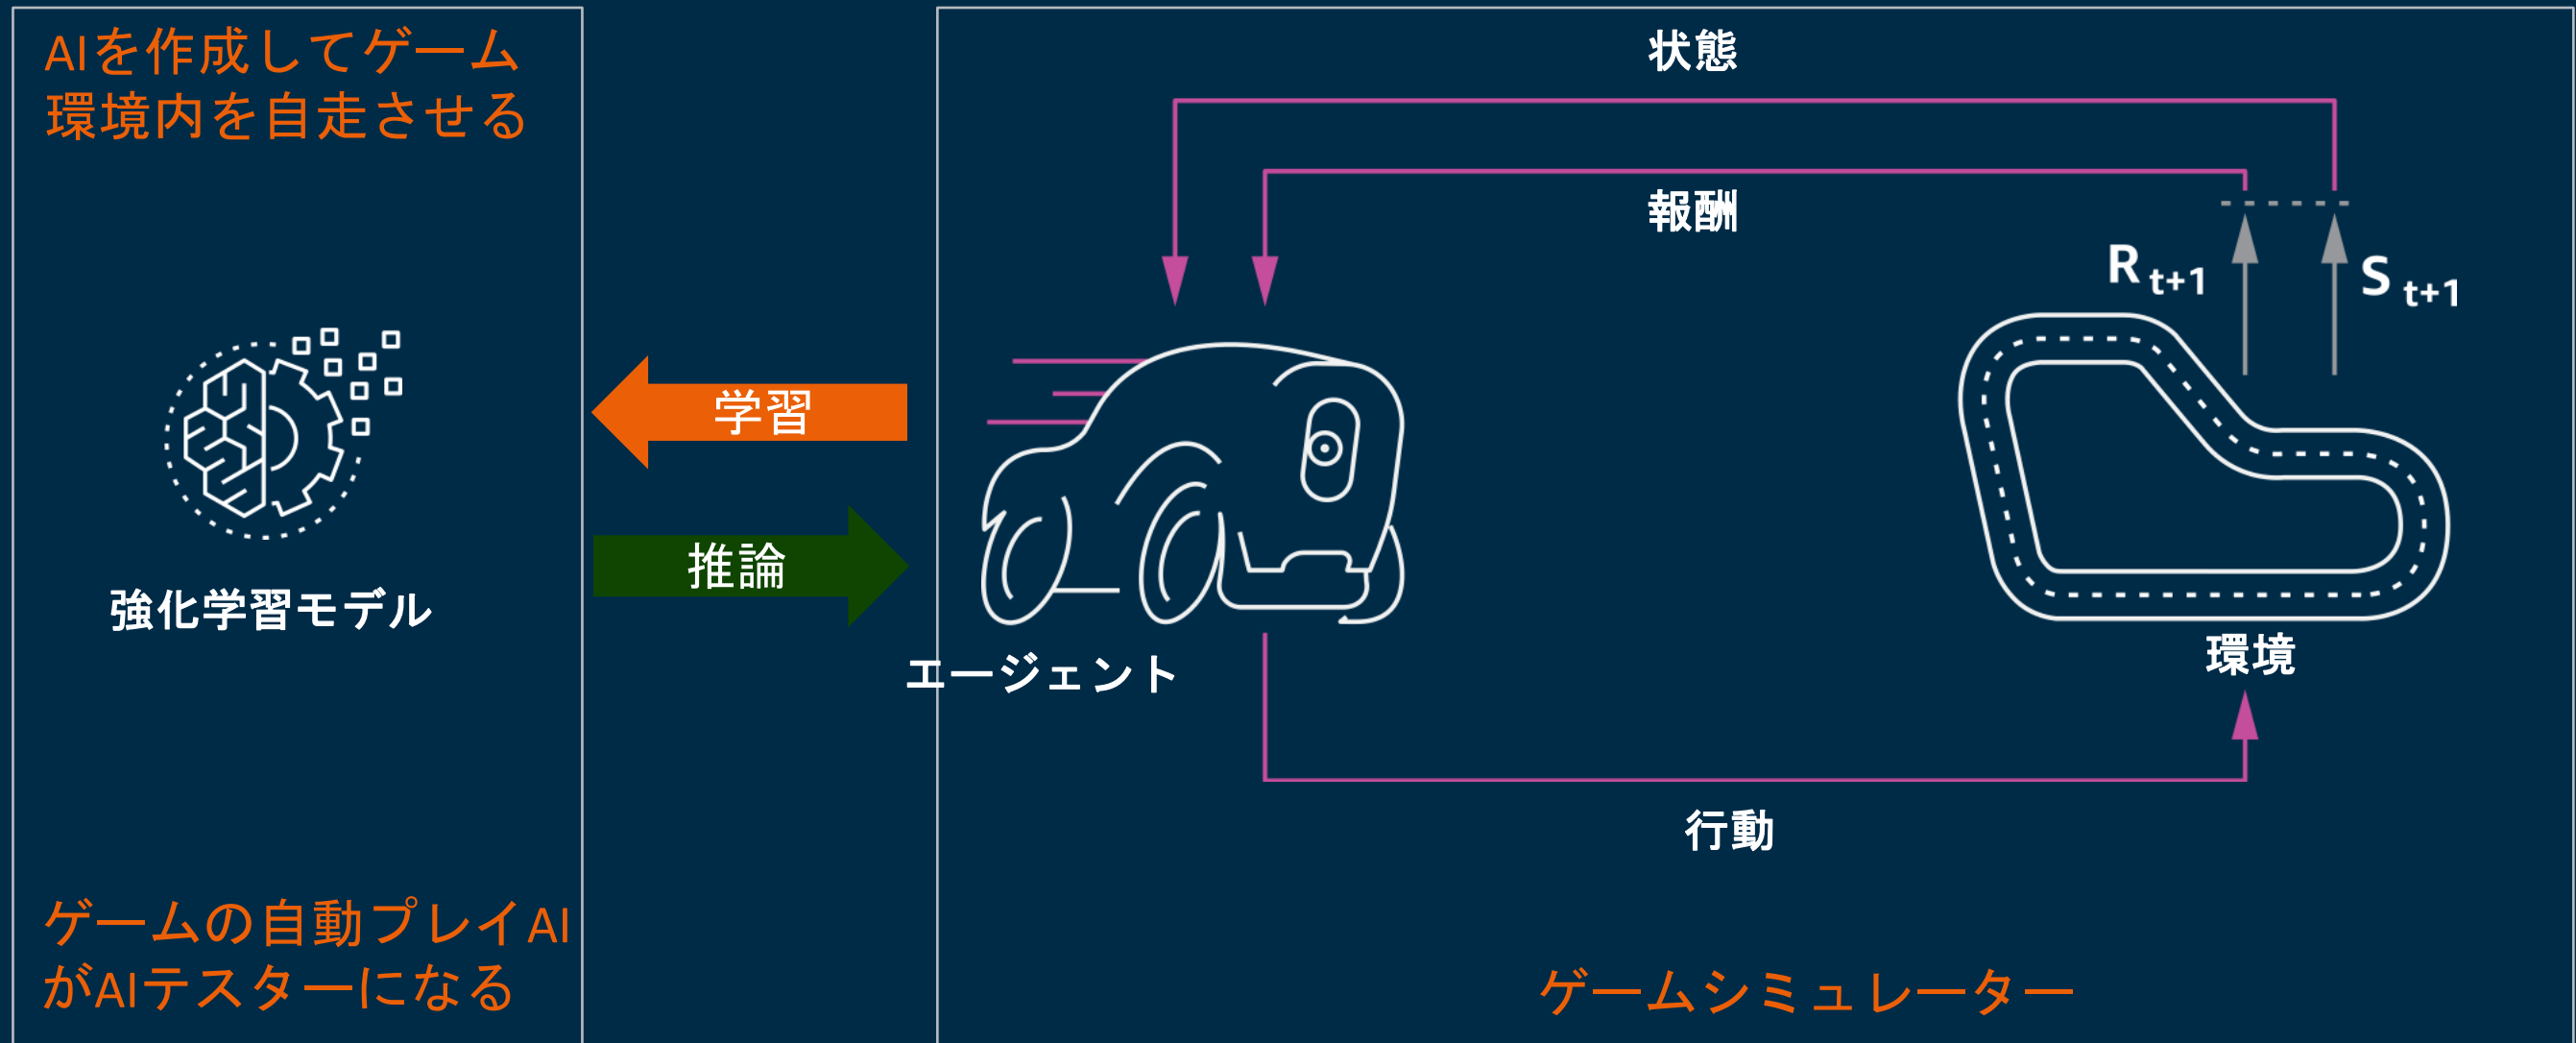 AIを作成してゲーム
環境内を自走させる
強化学習モデル
ゲームの自動プレイAI
がAIテスターになる
学習
推論
状態
報酬
R t+1
S t+1
エージェント
環境
行動
ゲームシミュレーター